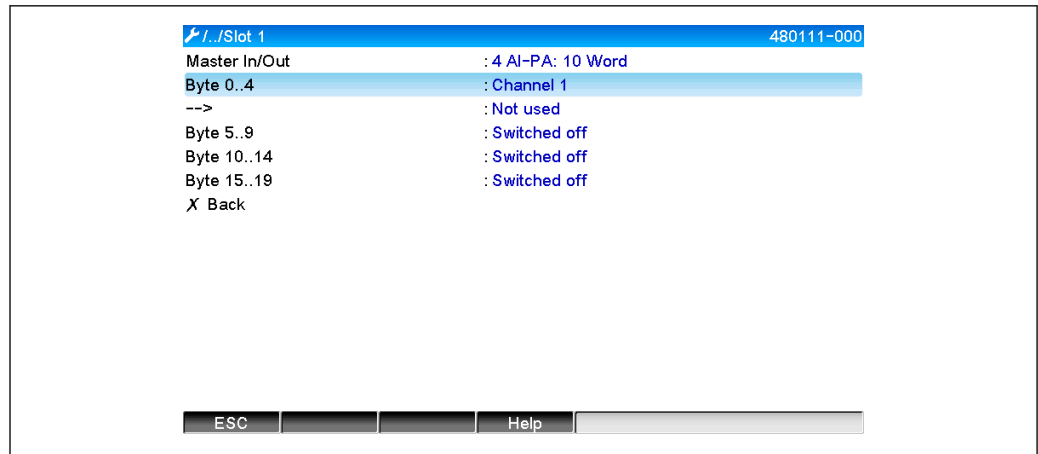 /../Slot 1 480111-000
Master In/Out : 4 AI-PA: 10 Word
Byte 0..4 : Channel 1
--> : Not used
Byte 5..9 : Switched off
Byte 10..14 : Switched off
Byte 15..19 : Switched off
X Back
ESC Help